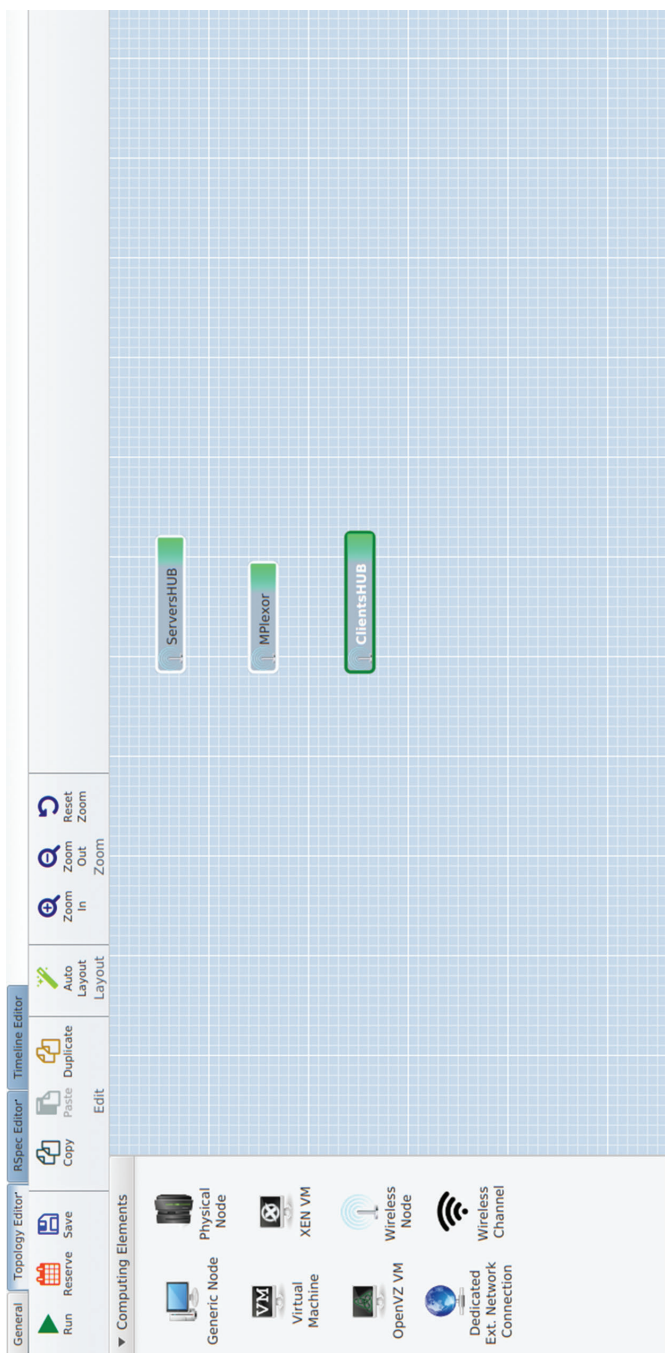 General
Topology Editor*
RSpec Editor*
Timeline Editor
Run
Reserve
Save
Copy
Paste
Duplicate
Edit
Auto
Layout
Layout
Zoom
In
Zoom
Out
Reset
Zoom
Zoom
▼ Computing Elements
Generic Node
Physical
Node
VM
Virtual
Machine
XEN VM
OpenVZ VM
Wireless
Node
Dedicated
Ext. Network
Connection
Wireless
Channel
ServersHUB
MPlexor
ClientsHUB